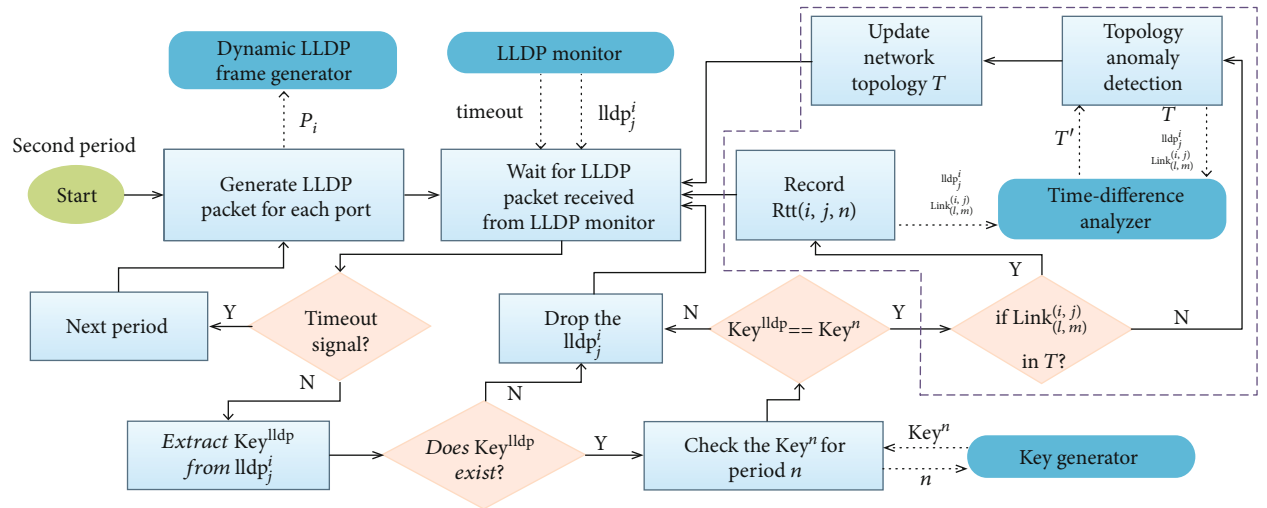 Second period
Start
Dynamic LLDP
frame generator
P_i
Generate LLDP
packet for each port
LLDP monitor
timeout
lldp_j^i
Wait for LLDP
packet received
from LLDP monitor
Update
network
topology T
Topology
anomaly
detection
T
T′
lldp_j^i
Link_(l, m)^(i, j)
Record
Rtt(i, j, n)
lldp_j^i
Link_(l, m)^(i, j)
Time-difference
analyzer
Next period
Y
Timeout
signal?
N
Drop the
lldp_j^i
N
Key^lldp == Key^n
Y
Y
if Link_(l, m)^(i, j)
in T?
N
Extract Key^lldp
from lldp_j^i
Does Key^lldp
exist?
N
Y
Check the Key^n for
period n
Key^n
n
Key generator